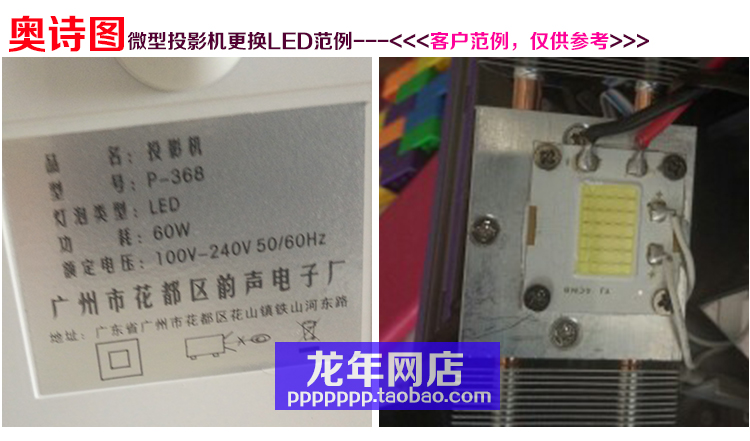 奥诗图微型投影机更换LED范例---<<<客户范例，仅供参考>>>
品 名：投影机
型 号：P-368
灯泡类型：LED
功 耗：60W
额定电压：100V-240V 50/60Hz
广州市花都区韵声电子厂
地址：广东省广州市花都区花山镇铁山河东路
龙年网店
ppppppp.taobao.com